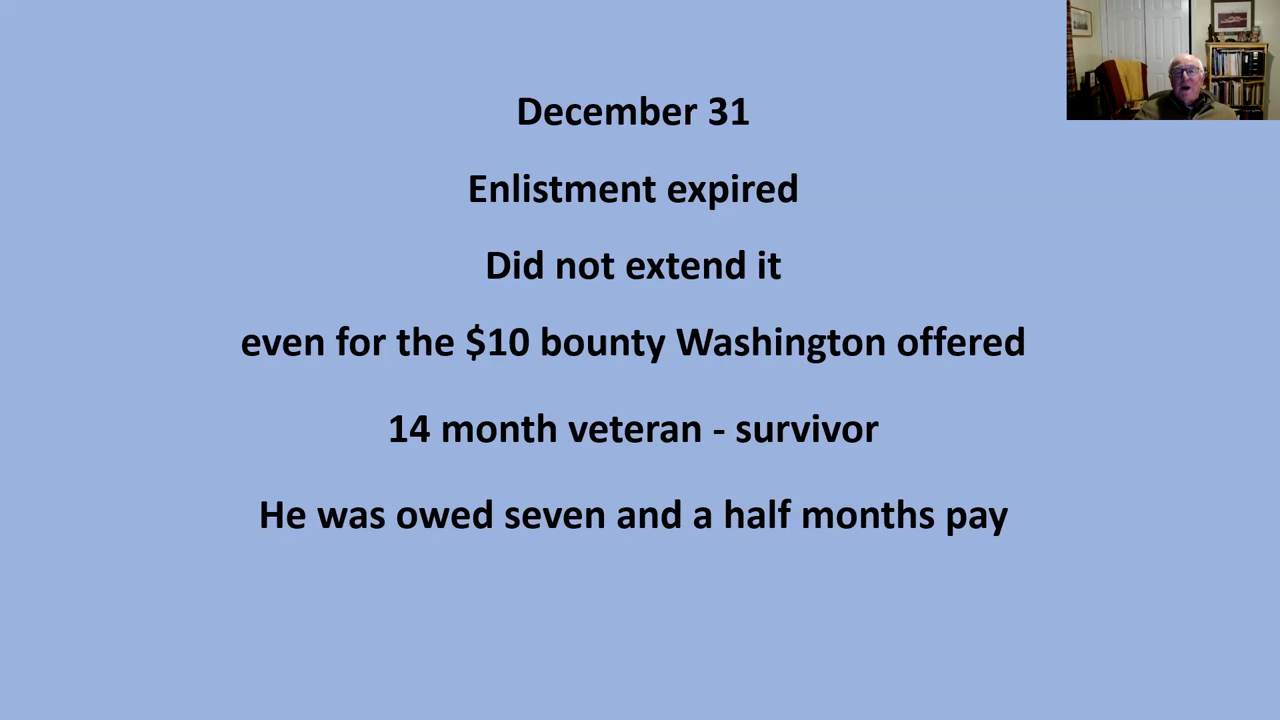 December 31
Enlistment expired
Did not extend it
even for the $10 bounty Washington offered
14 month veteran - survivor
He was owed seven and a half months pay